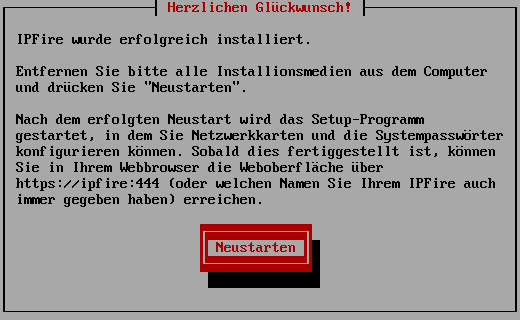 Herzlichen Glückwunsch!
IPFire wurde erfolgreich installiert.
Entfernen Sie bitte alle Installionsmedien aus dem Computer
und drücken Sie "Neustarten".
Nach dem erfolgten Neustart wird das Setup-Programm
gestartet, in dem Sie Netzwerkkarten und die Systempasswörter
konfigurieren können. Sobald dies fertiggestellt ist, können
Sie in Ihrem Webbrowser die Weboberfläche über
https://ipfire:444 (oder welchen Namen Sie Ihrem IPFire auch
immer gegeben haben) erreichen.
Neustarten